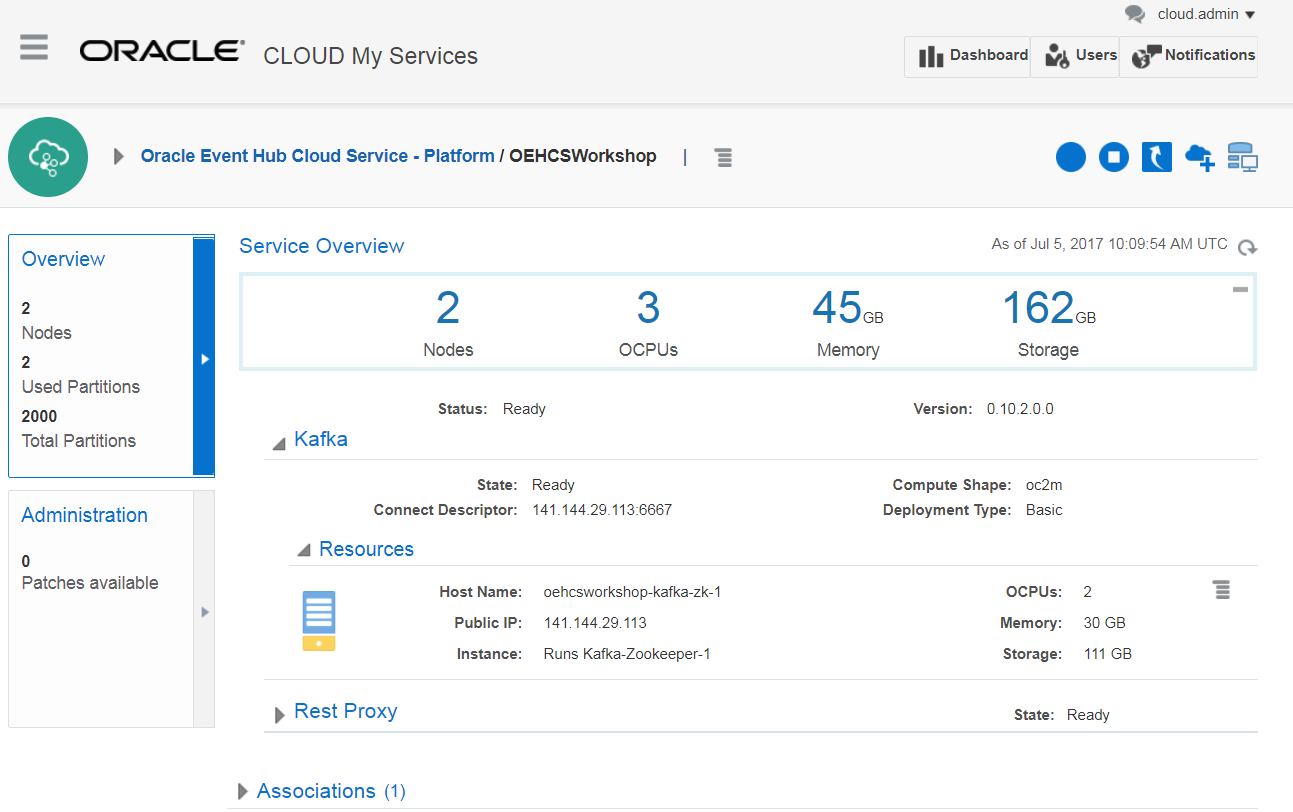 cloud.admin
ORACLE CLOUD My Services
Dashboard Users Notifications
Oracle Event Hub Cloud Service - Platform / OEHCSWorkshop |
Overview
2
Nodes
2
Used Partitions
2000
Total Partitions
Administration
0
Patches available
Service Overview As of Jul 5, 2017 10:09:54 AM UTC
2 3 45 GB 162 GB
Nodes OCPUs Memory Storage
Status: Ready Version: 0.10.2.0.0
Kafka
State: Ready Compute Shape: oc2m
Connect Descriptor: 141.144.29.113:6667 Deployment Type: Basic
Resources
Host Name: oehcsworkshop-kafka-zk-1 OCPUs: 2
Public IP: 141.144.29.113 Memory: 30 GB
Instance: Runs Kafka-Zookeeper-1 Storage: 111 GB
Rest Proxy State: Ready
Associations (1)